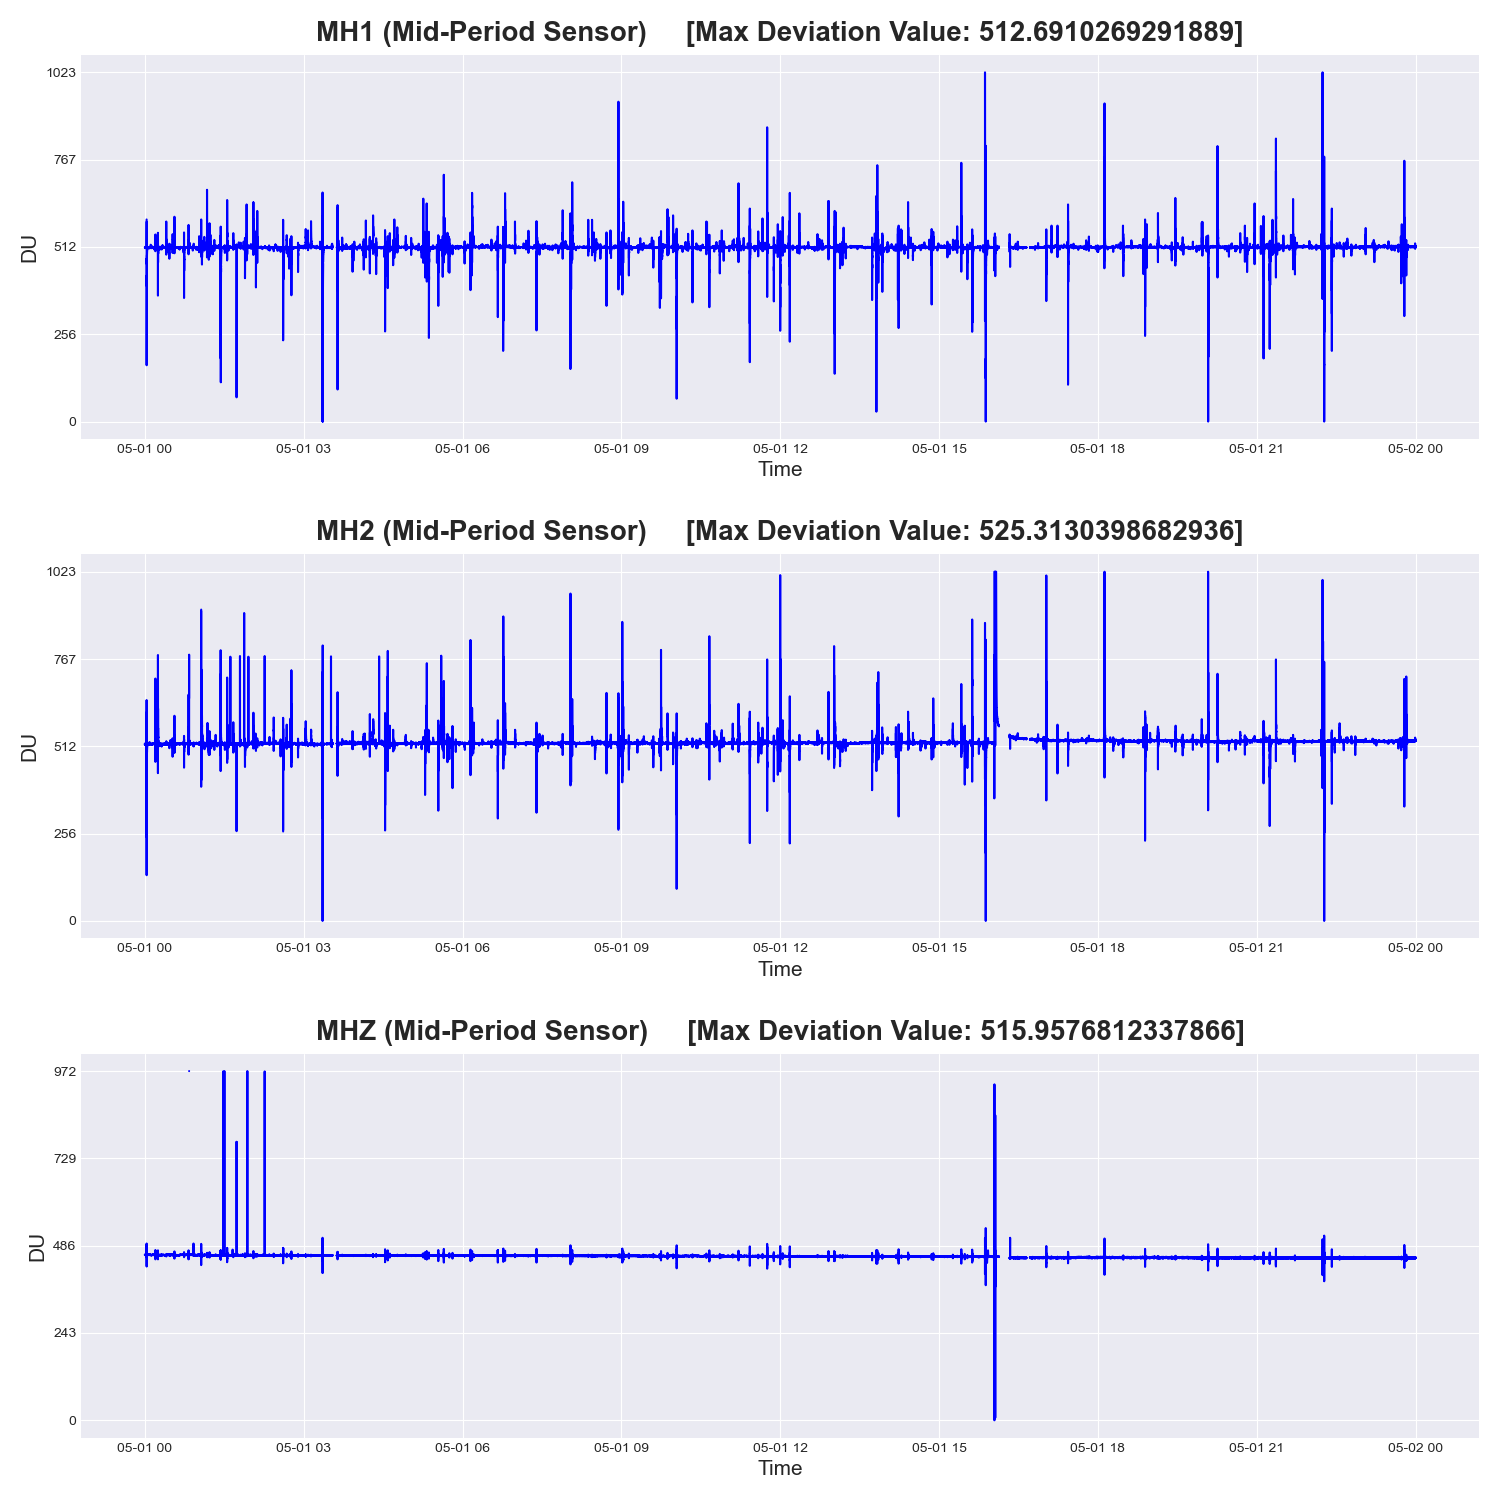 MH1 (Mid-Period Sensor) [Max Deviation Value: 512.6910269291889]
1023
767
512
256
0
DU
05-01 00 05-01 03 05-01 06 05-01 09 05-01 12 05-01 15 05-01 18 05-01 21 05-02 00
Time
MH2 (Mid-Period Sensor) [Max Deviation Value: 525.3130398682936]
1023
767
512
256
0
DU
05-01 00 05-01 03 05-01 06 05-01 09 05-01 12 05-01 15 05-01 18 05-01 21 05-02 00
Time
MHZ (Mid-Period Sensor) [Max Deviation Value: 515.9576812337866]
972
729
486
243
0
DU
05-01 00 05-01 03 05-01 06 05-01 09 05-01 12 05-01 15 05-01 18 05-01 21 05-02 00
Time